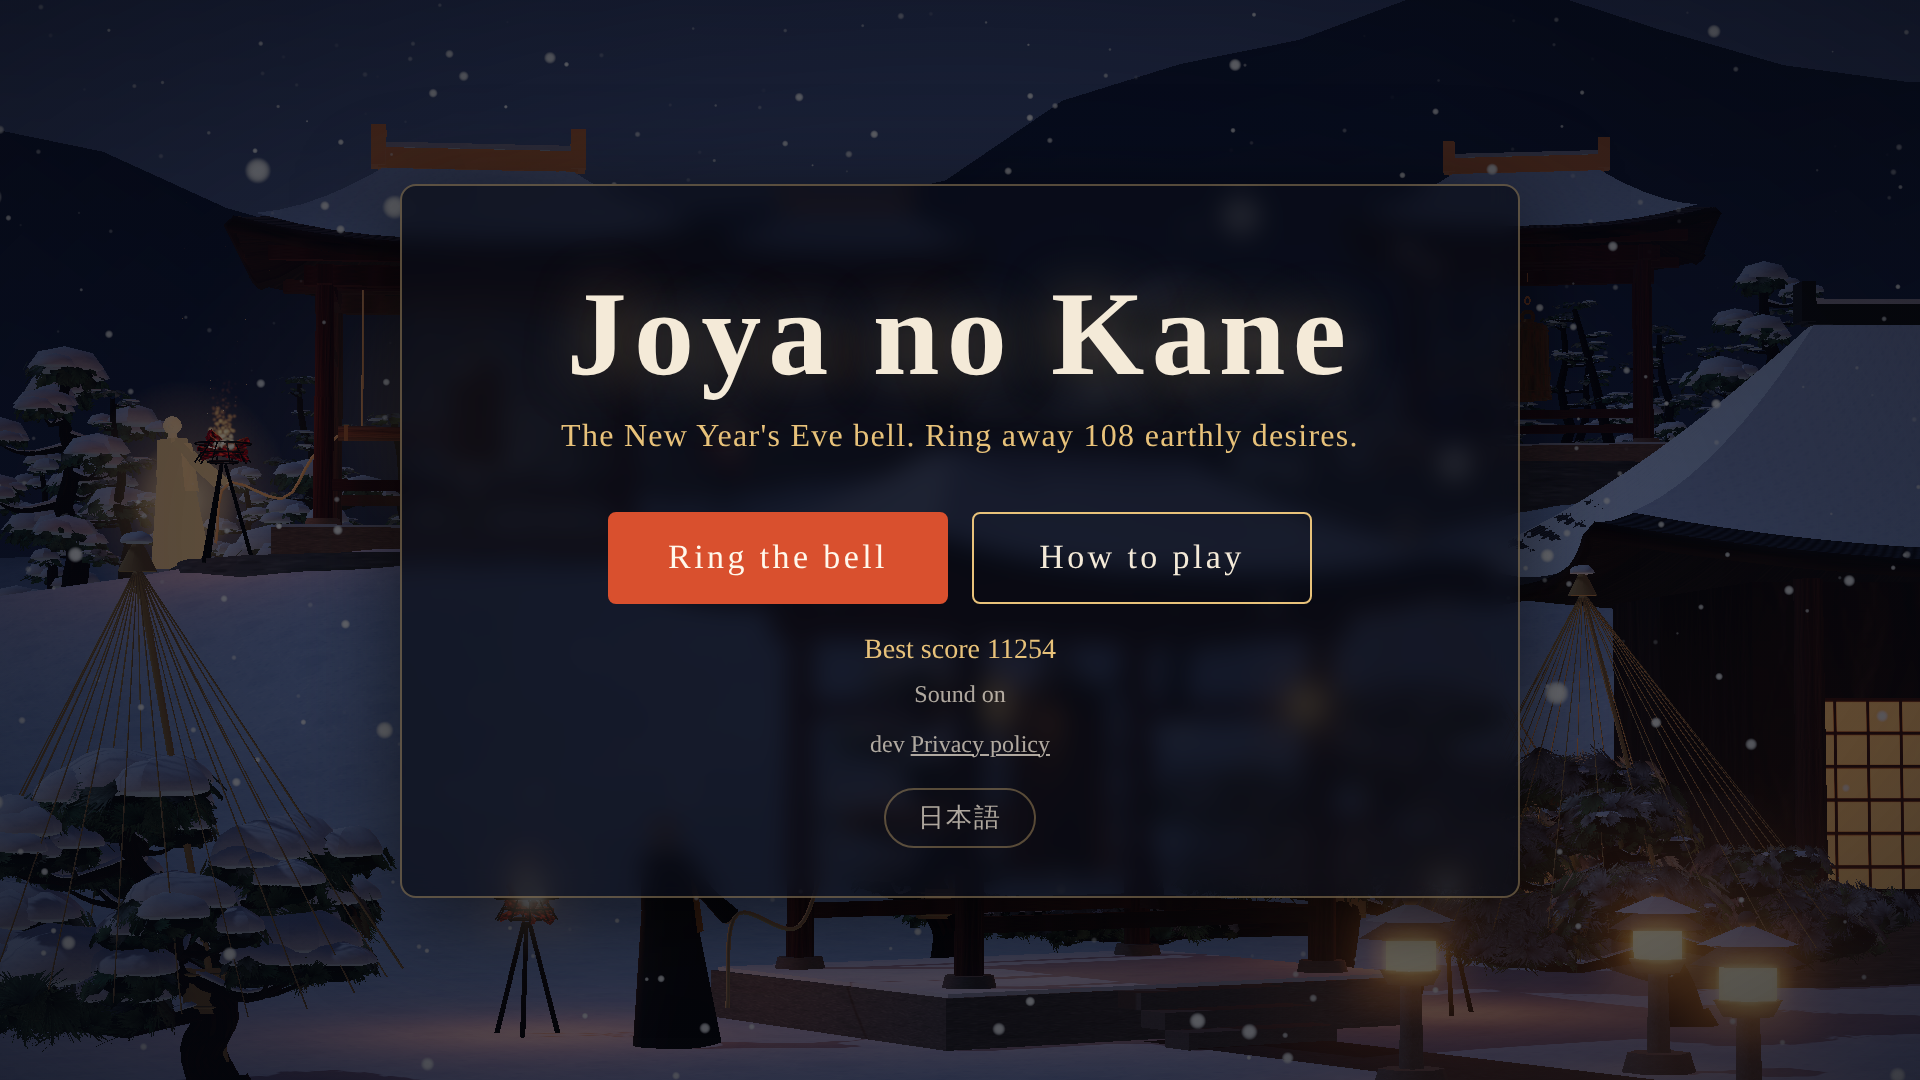 Joya no Kane
The New Year's Eve bell. Ring away 108 earthly desires.
Ring the bell
How to play
Best score 11254
Sound on
dev Privacy policy
日本語